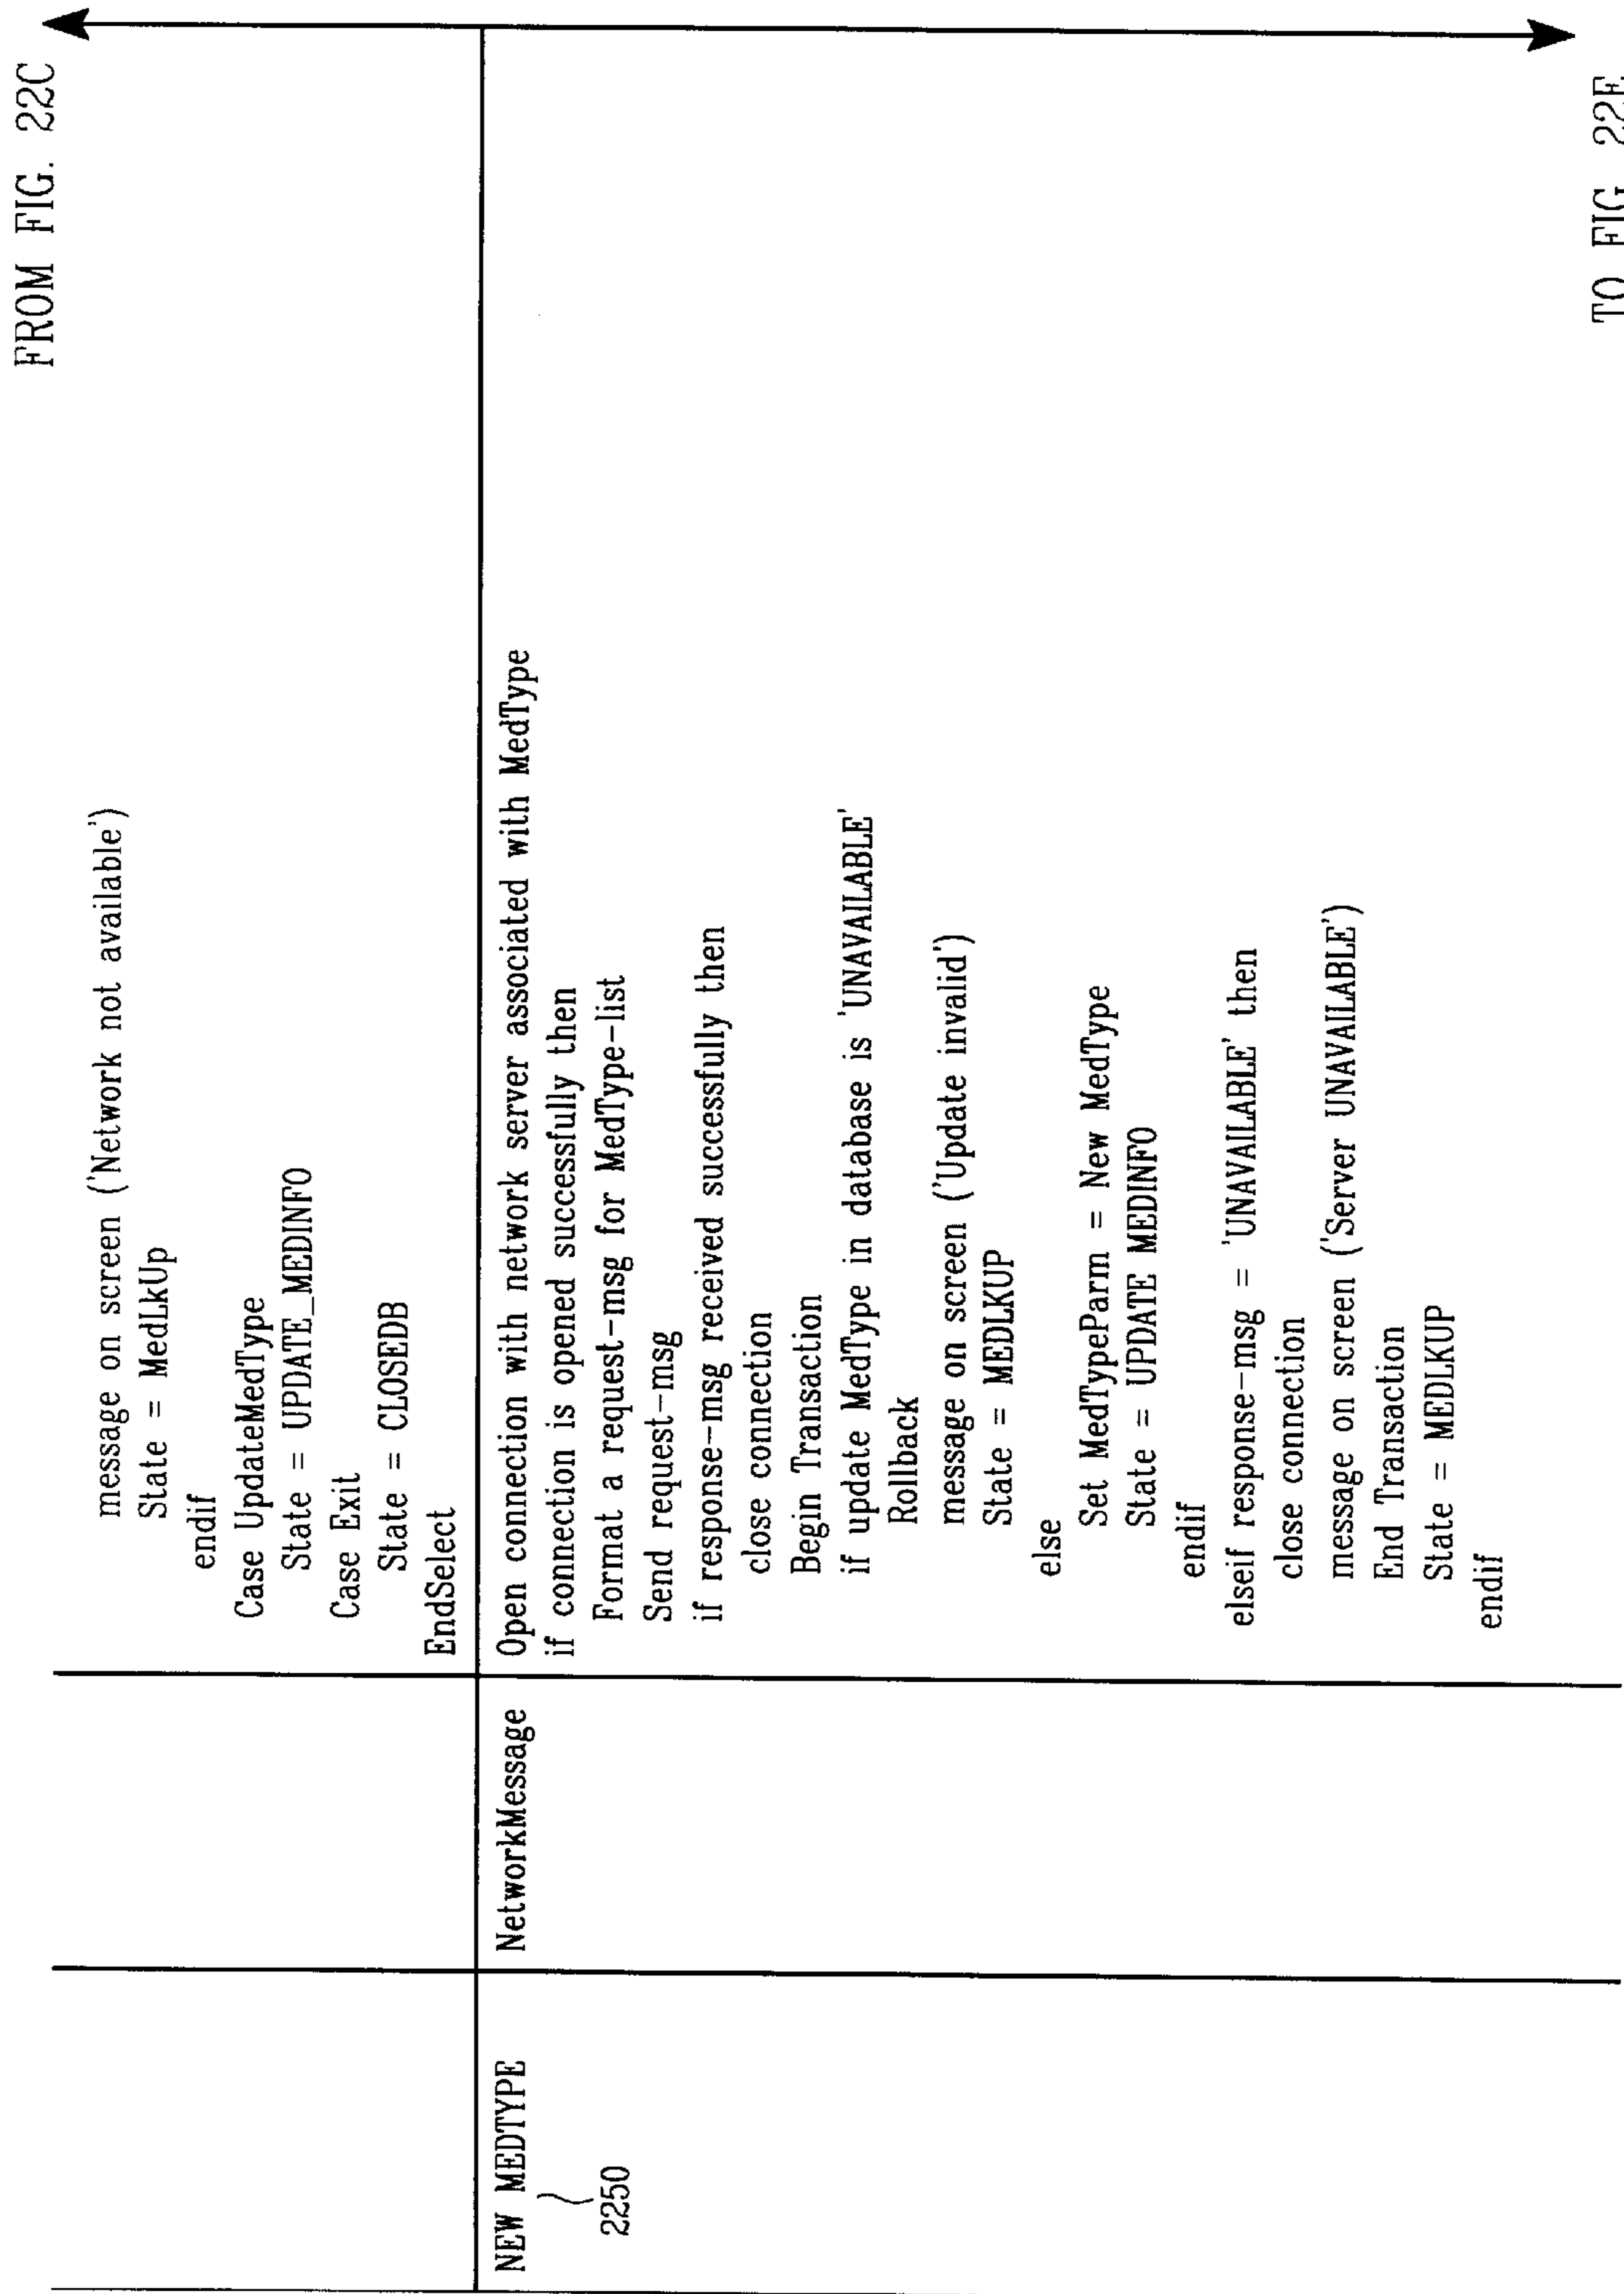 FROM FIG. 22C
message on screen ('Network not available')
State = MedLkUp
endif
Case UpdateMedType
State = UPDATE_MEDINFO
Case Exit
State = CLOSEDB
EndSelect
NEW MEDTYPE
2250
NetworkMessage
Open connection with network server associated with MedType
if connection is opened successfully then
Format a request-msg for MedType-list
Send request-msg
if response-msg received successfully then
close connection
Begin Transaction
if update MedType in database is 'UNAVAILABLE'
Rollback
message on screen ('Update invalid')
State = MEDLKUP
else
Set MedTypeParm = New MedType
State = UPDATE MEDINFO
endif
elseif response-msg = 'UNAVAILABLE' then
close connection
message on screen ('Server UNAVAILABLE')
End Transaction
State = MEDLKUP
endif
TO FIG. 22E